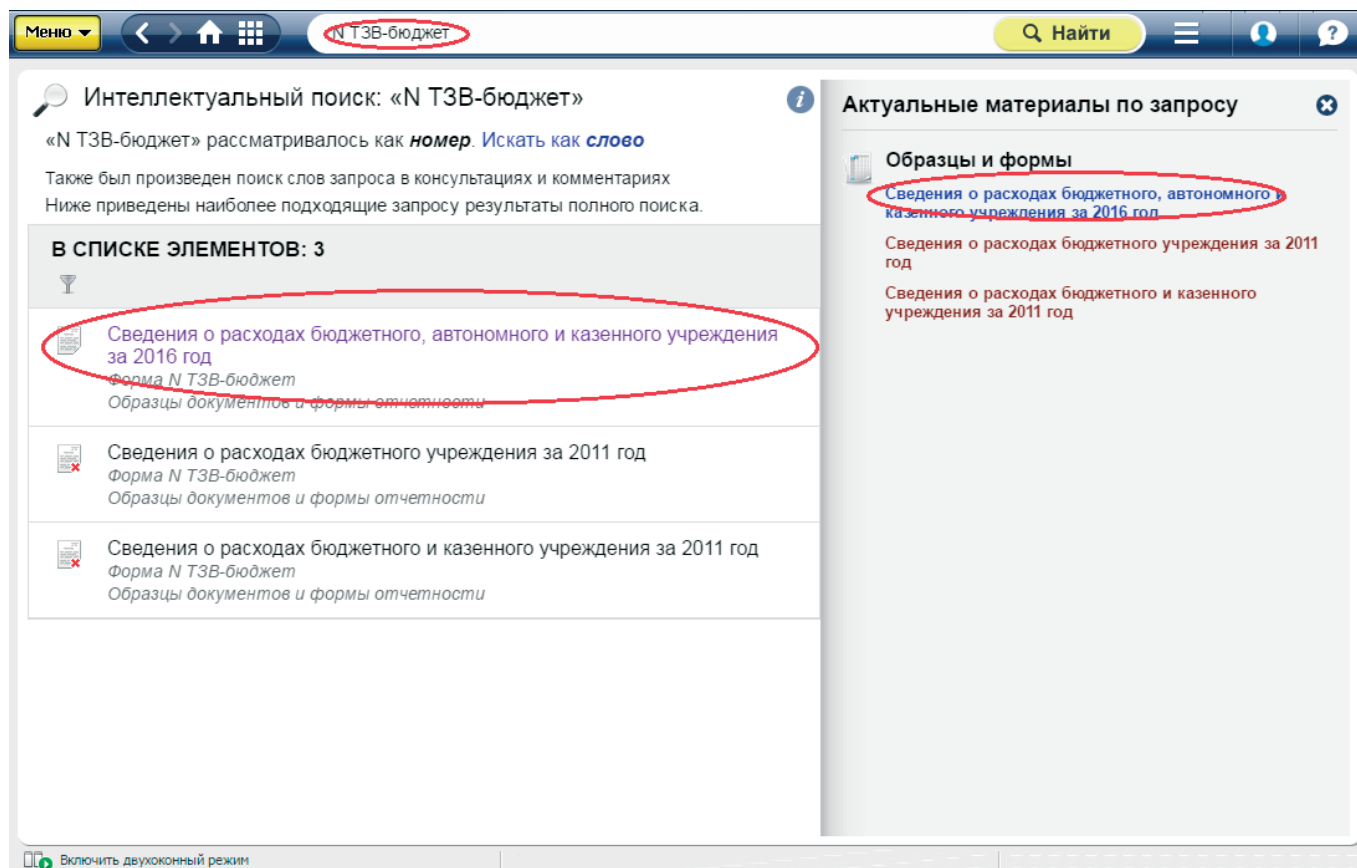 Меню
N ТЗВ-бюджет
Найти
Интеллектуальный поиск: «N ТЗВ-бюджет»
«N ТЗВ-бюджет» рассматривалось как номер. Искать как слово
Также был произведен поиск слов запроса в консультациях и комментариях
Ниже приведены наиболее подходящие запросу результаты полного поиска.
В СПИСКЕ ЭЛЕМЕНТОВ: 3
Сведения о расходах бюджетного, автономного и казенного учреждения
за 2016 год
Форма N ТЗВ-бюджет
Образцы документов и формы отчетности
Сведения о расходах бюджетного учреждения за 2011 год
Форма N ТЗВ-бюджет
Образцы документов и формы отчетности
Сведения о расходах бюджетного и казенного учреждения за 2011 год
Форма N ТЗВ-бюджет
Образцы документов и формы отчетности
Актуальные материалы по запросу
Образцы и формы
Сведения о расходах бюджетного, автономного и
казенного учреждения за 2016 год
Сведения о расходах бюджетного учреждения за 2011
год
Сведения о расходах бюджетного и казенного
учреждения за 2011 год
Включить двухоконный режим